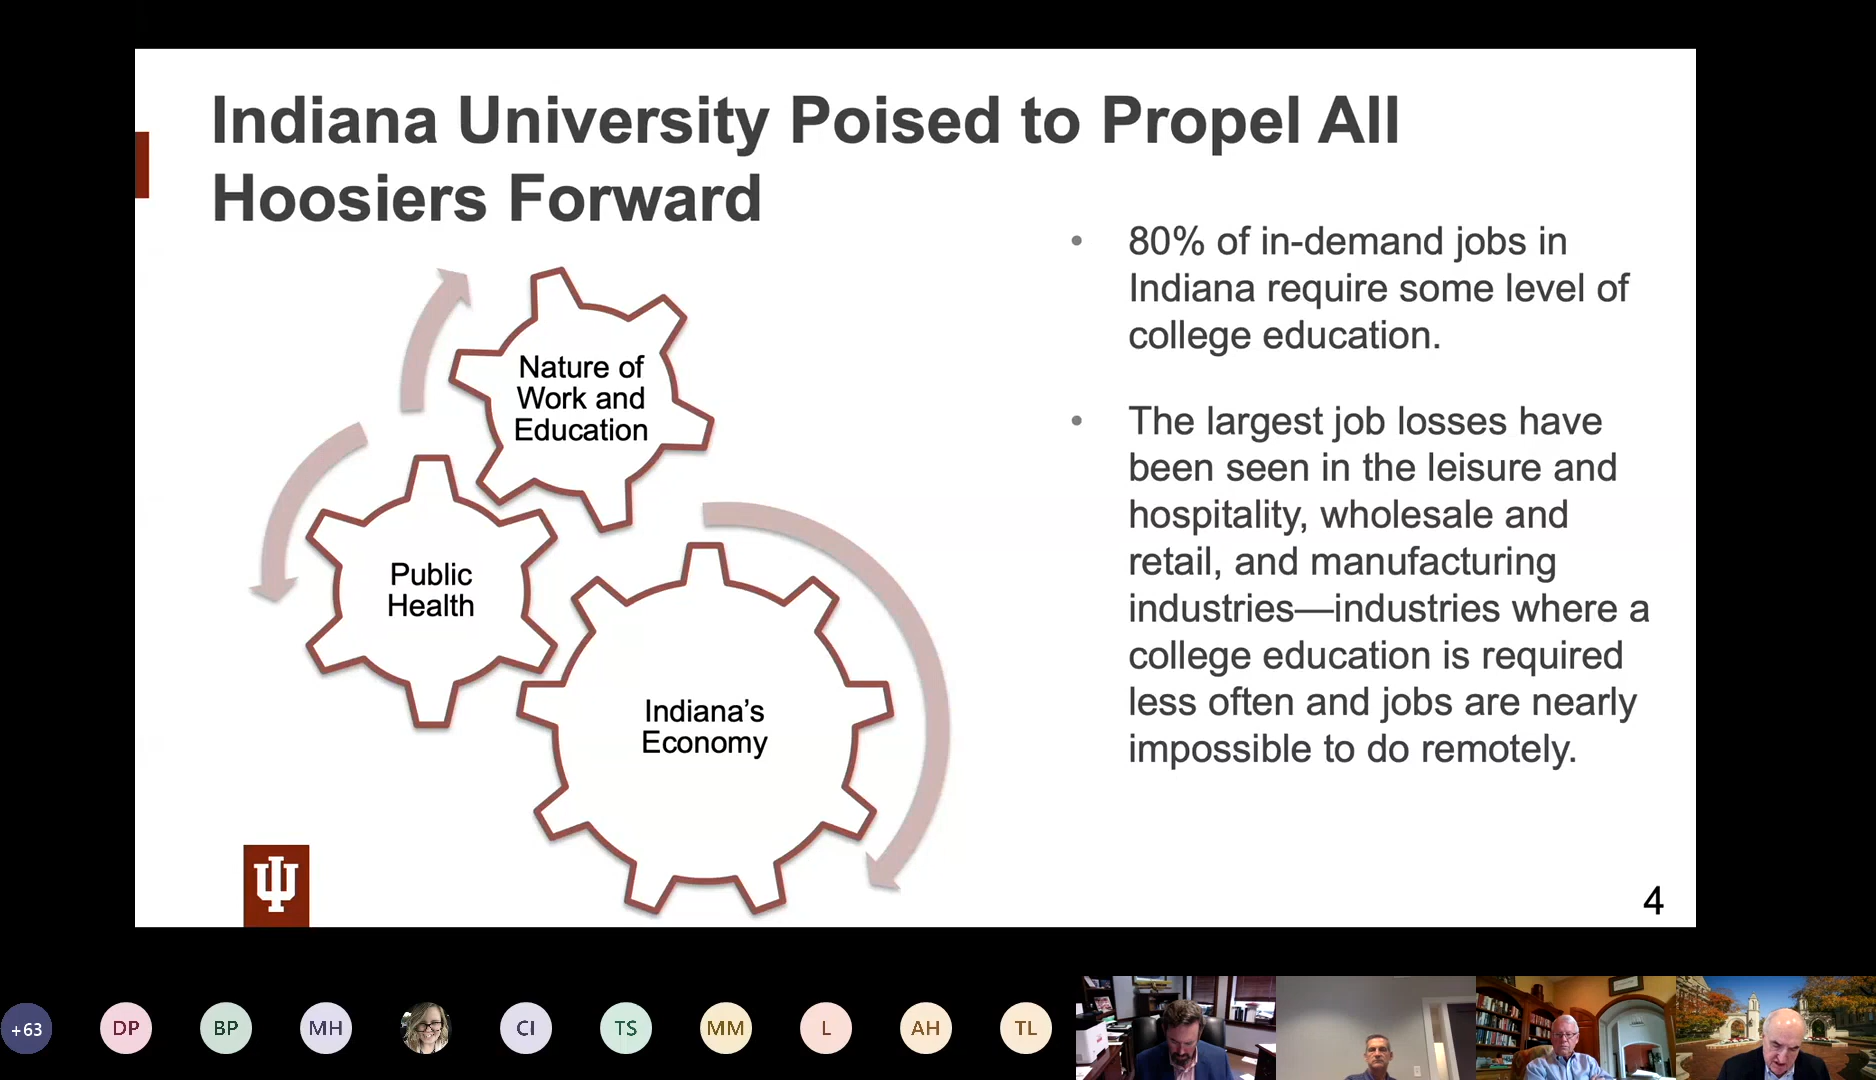 Indiana University Poised to Propel All
Hoosiers Forward
Nature of
Work and
Education
Public
Health
Indiana’s
Economy
• 80% of in-demand jobs in
Indiana require some level of
college education.
• The largest job losses have
been seen in the leisure and
hospitality, wholesale and
retail, and manufacturing
industries—industries where a
college education is required
less often and jobs are nearly
impossible to do remotely.
4
+63
DP
BP
MH
CI
TS
MM
L
AH
TL